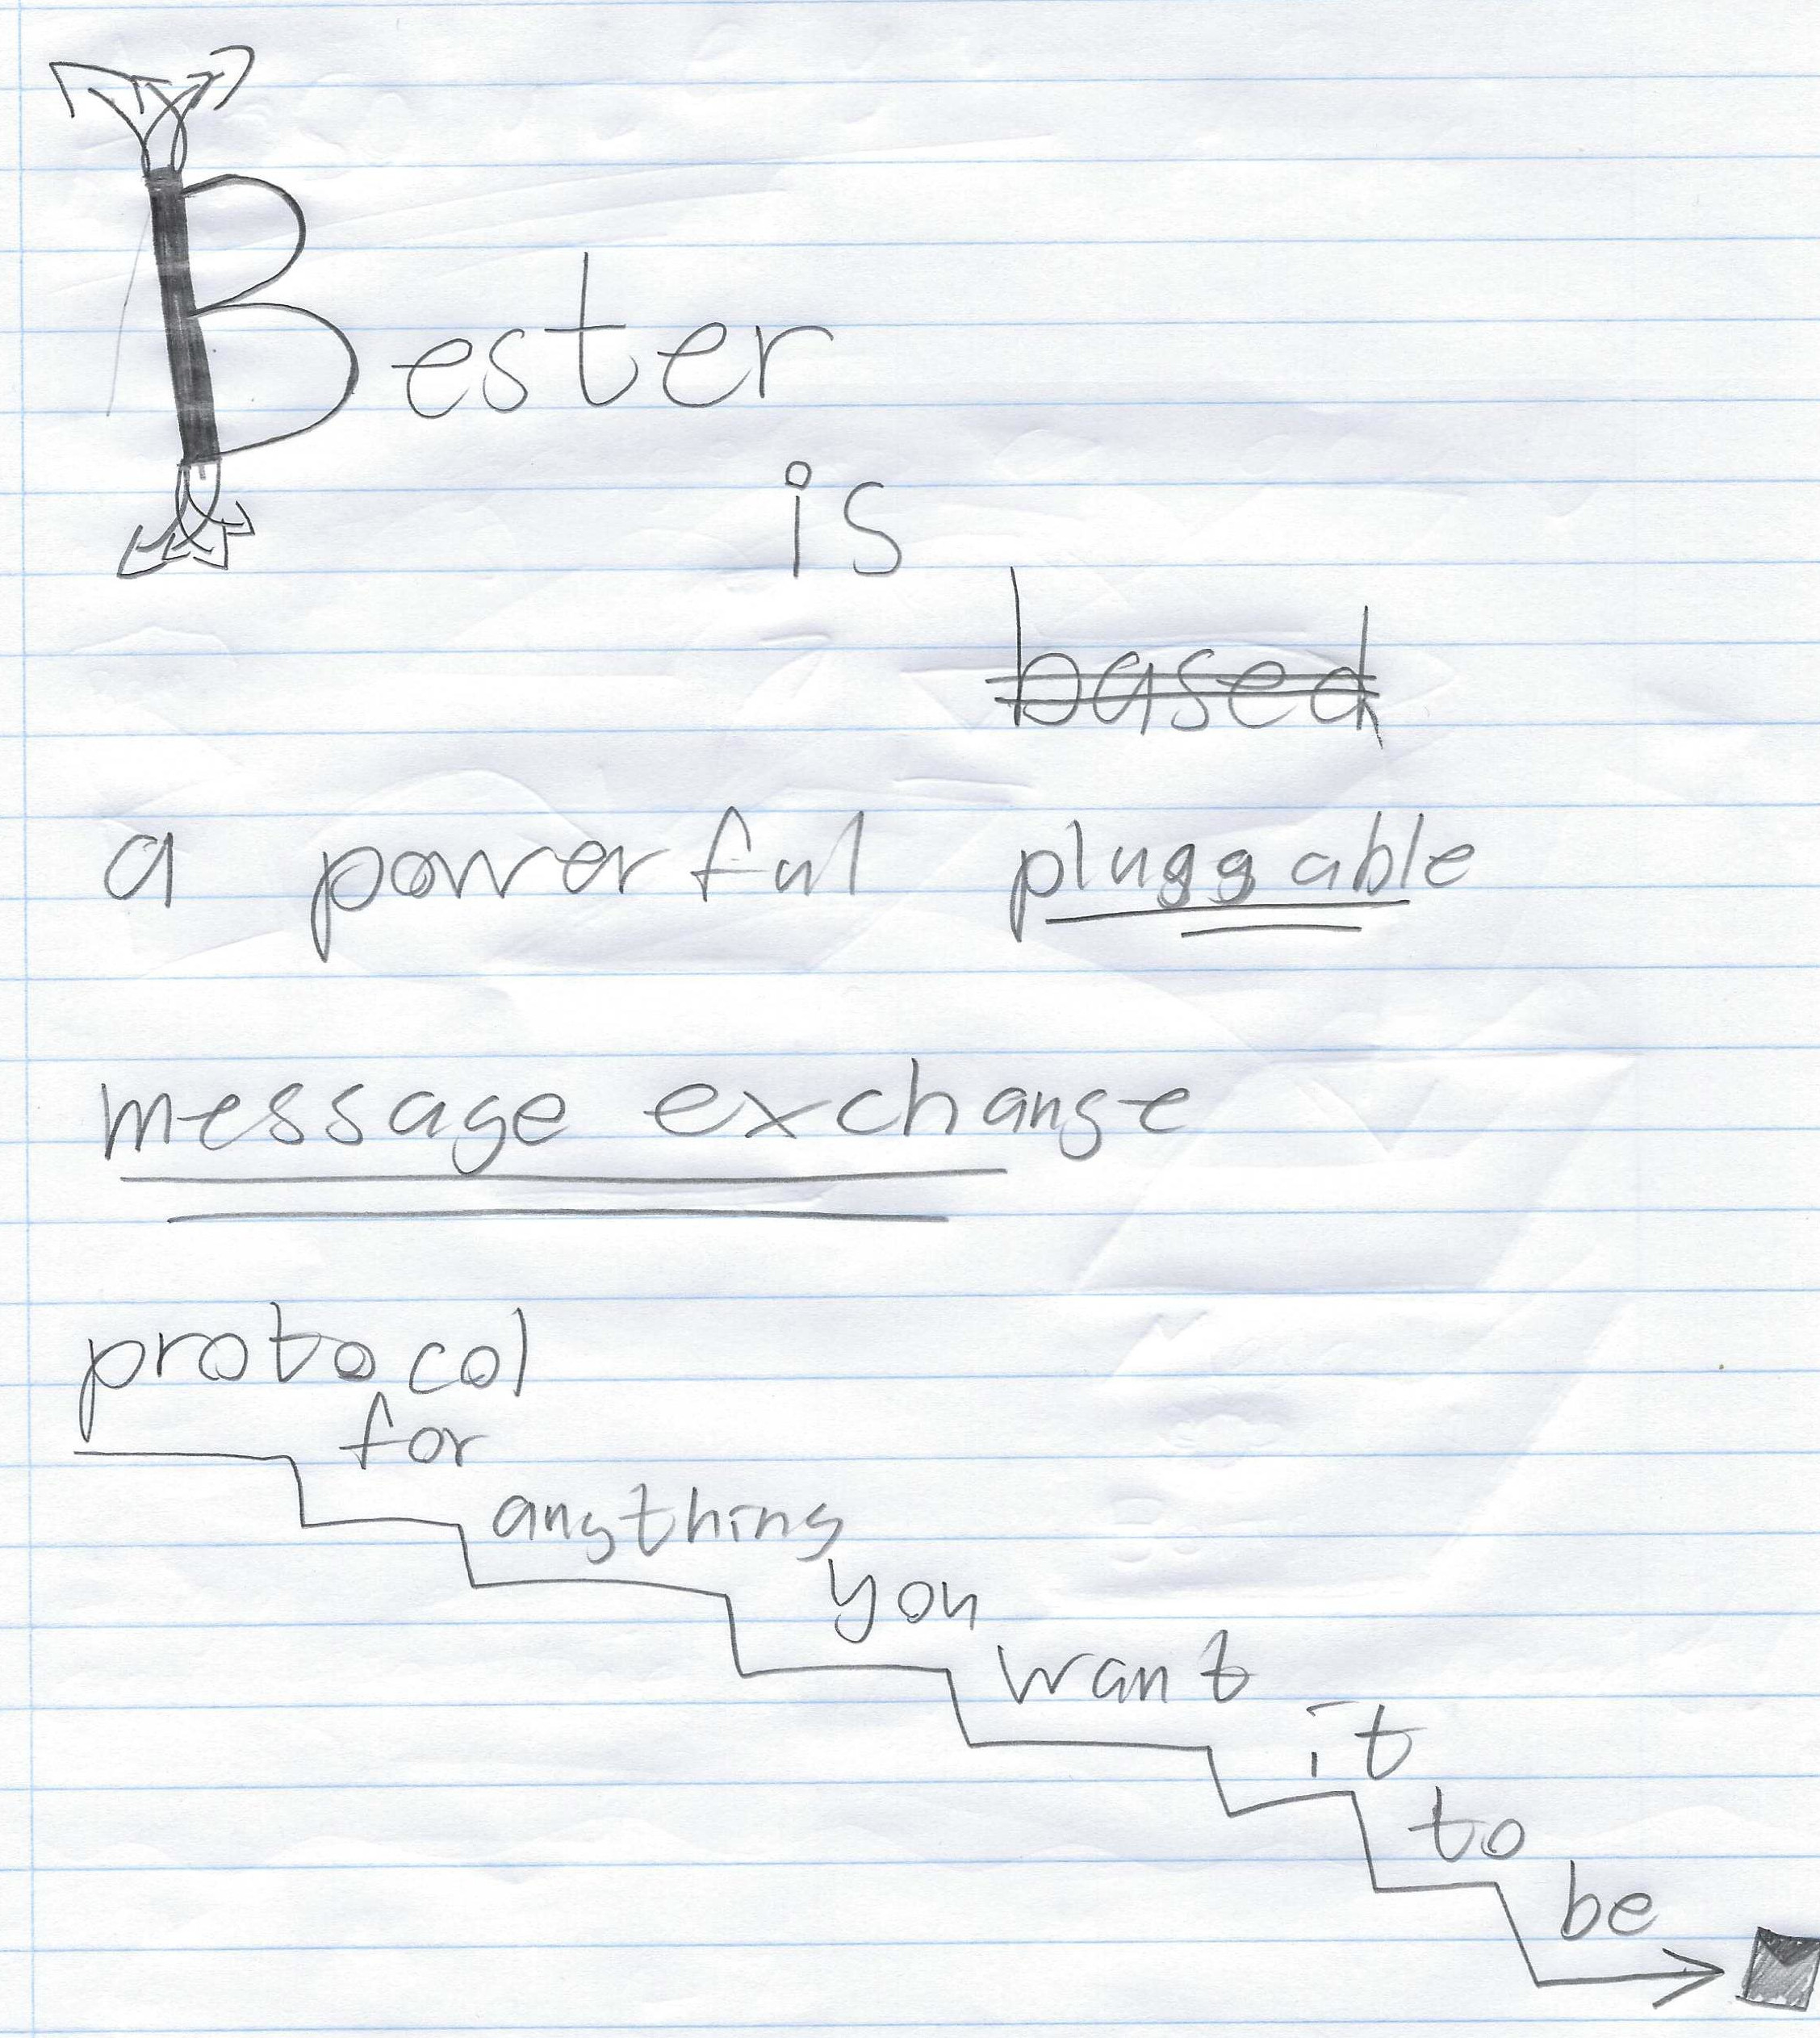 Bester
is
based
a powerful pluggable
message exchange
protocol
for
anything
you
want
it
to
be